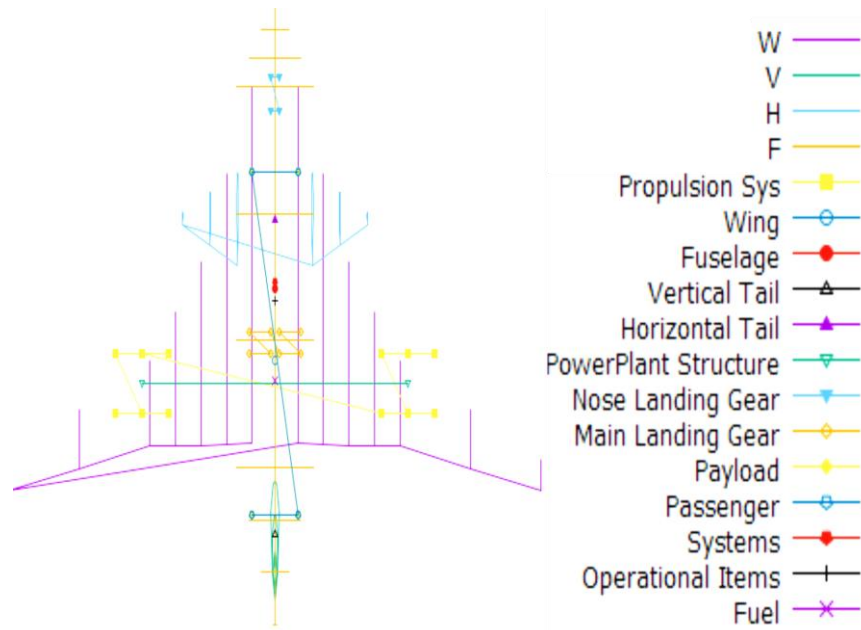 W
V
H
F
Propulsion Sys
Wing
Fuselage
Vertical Tail
Horizontal Tail
PowerPlant Structure
Nose Landing Gear
Main Landing Gear
Payload
Passenger
Systems
Operational Items
Fuel